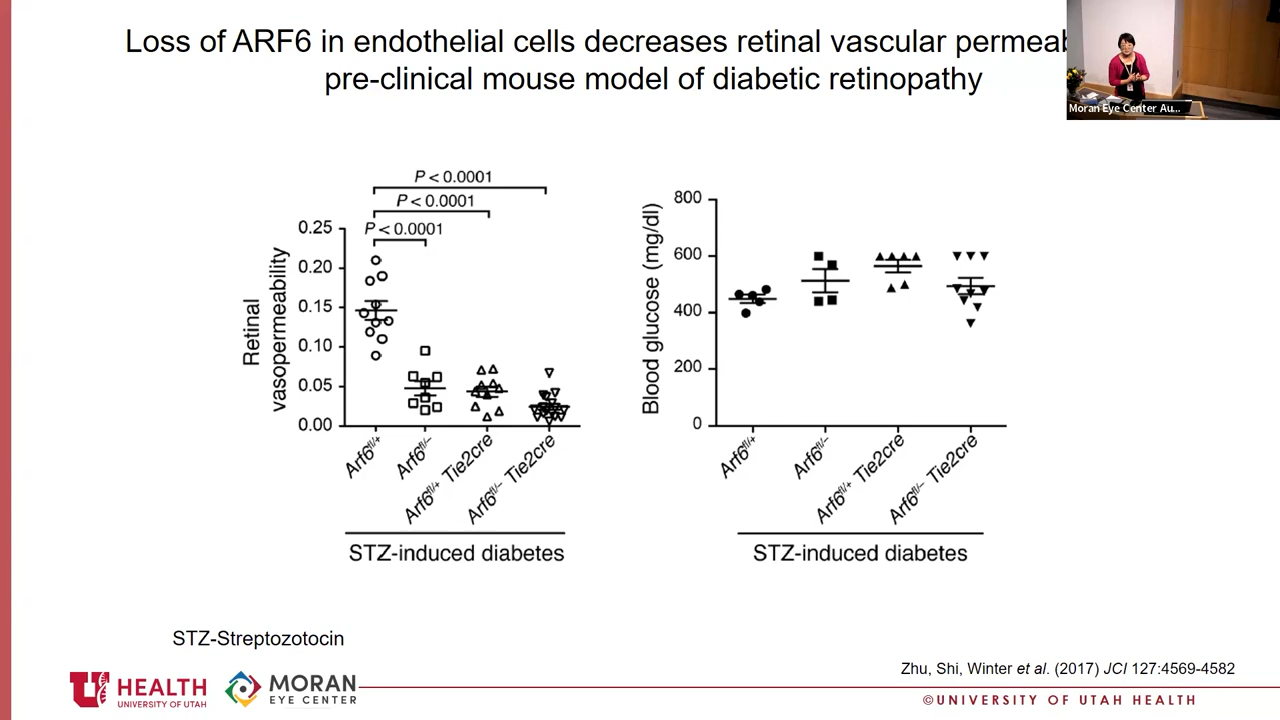 Loss of ARF6 in endothelial cells decreases retinal vascular
pre-clinical mouse model of diabetic retinopathy
Moran Eye Center Au...
P < 0.0001
P < 0.0001
P < 0.0001
Retinal
vasopermeability
0.25
0.20
0.15
0.10
0.05
0.00
Arf6fl/+
Arf6fl/–
Arf6fl/+ Tie2cre
Arf6fl/– Tie2cre
STZ-induced diabetes
Blood glucose (mg/dl)
800
600
400
200
0
Arf6fl/+
Arf6fl/–
Arf6fl/+ Tie2cre
Arf6fl/– Tie2cre
STZ-induced diabetes
STZ-Streptozotocin
U HEALTH
UNIVERSITY OF UTAH
MORAN
EYE CENTER
Zhu, Shi, Winter et al. (2017) JCI 127:4569-4582
©UNIVERSITY OF UTAH HEALTH